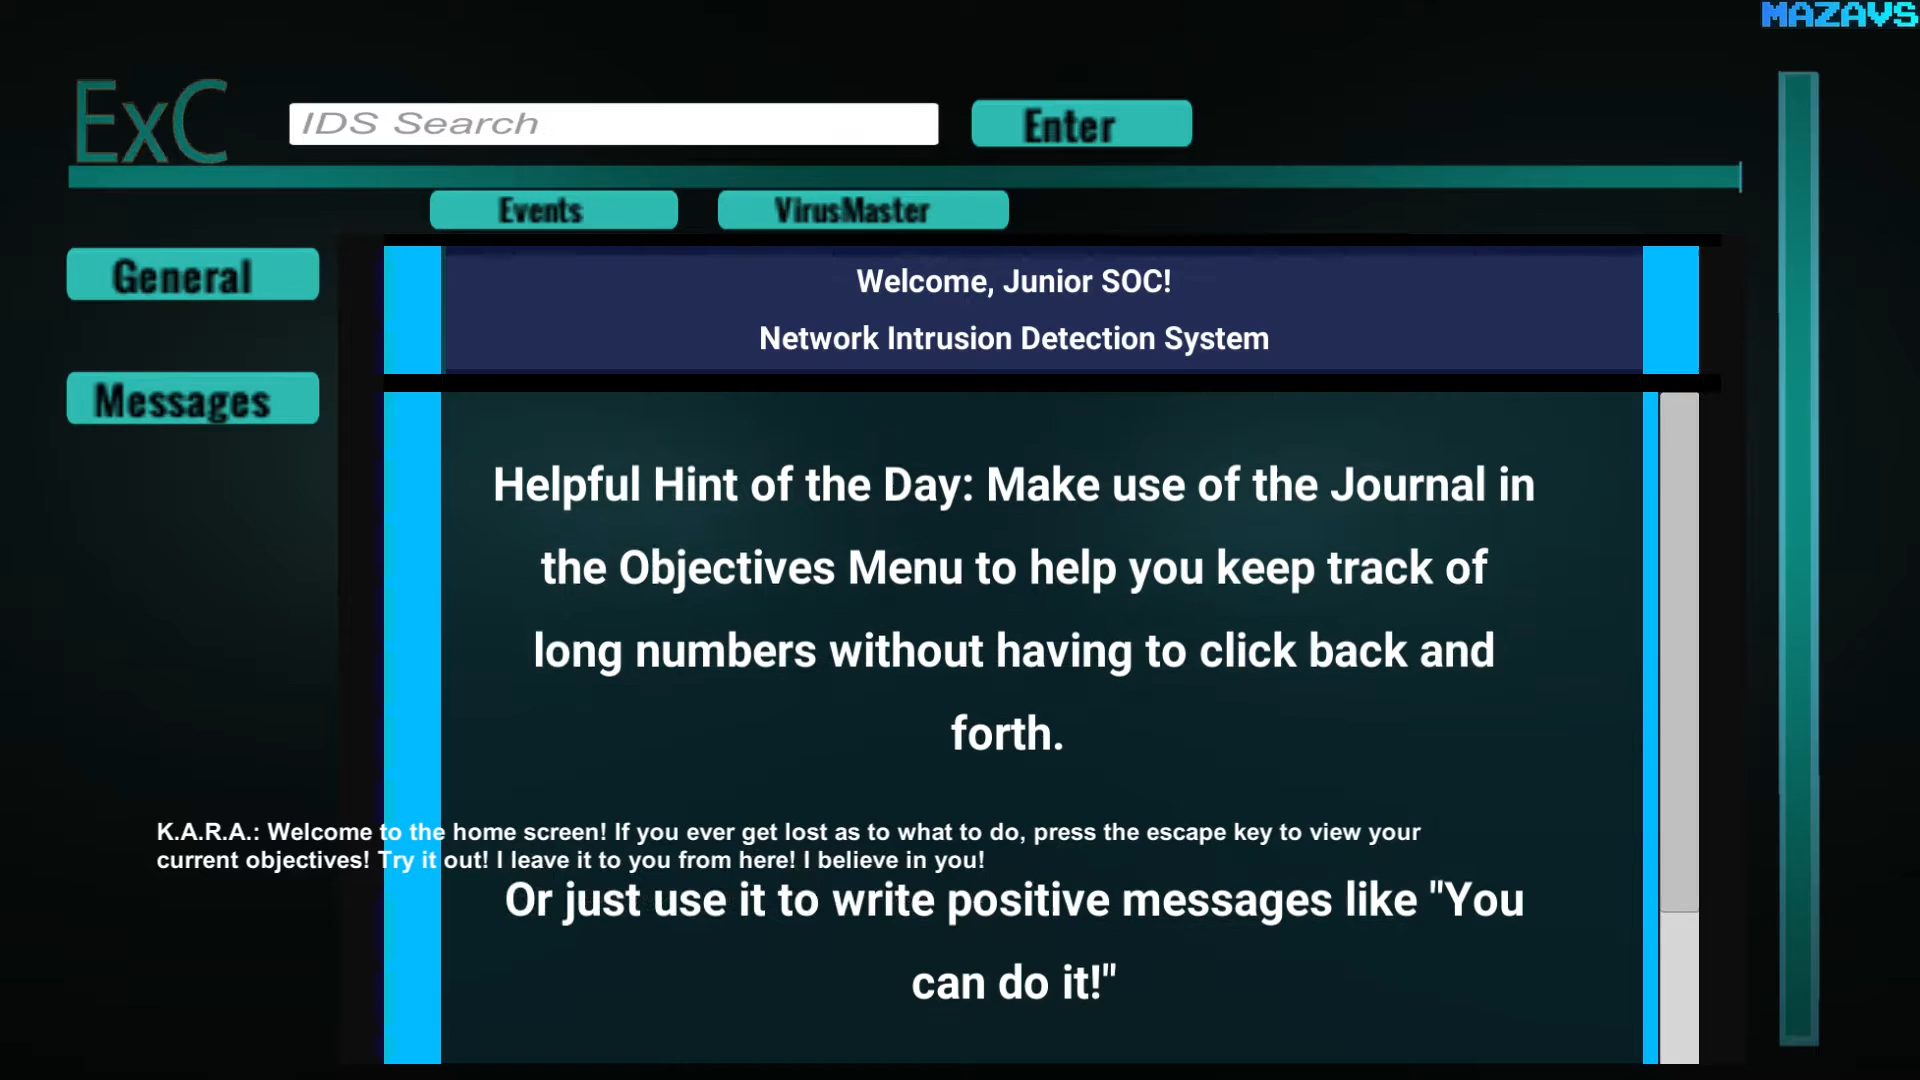 MAZAVS
ExC
IDS Search
Enter
Events
VirusMaster
General
Messages
Welcome, Junior SOC!
Network Intrusion Detection System
Helpful Hint of the Day: Make use of the Journal in
the Objectives Menu to help you keep track of
long numbers without having to click back and
forth.
K.A.R.A.: Welcome to the home screen! If you ever get lost as to what to do, press the escape key to view your
current objectives! Try it out! I leave it to you from here! I believe in you!
Or just use it to write positive messages like "You
can do it!"